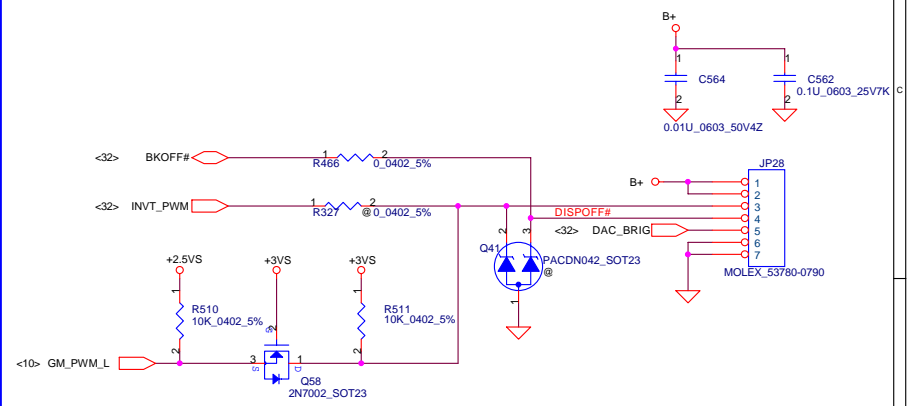 B+
1
1
C564
C562
0.1U_0603_25V7K
C
2
2
0.01U_0603_50V4Z
<32> BKOFF# 1 2
R466 0_0402_5%
JP28
B+
1
2
3
4
5
6
7
<32> INVT_PWM 1 2
R327 @ 0_0402_5%
DISPOFF#
<32> DAC_BRIG
2
3
Q41
PACDN042_SOT23
@
1
MOLEX_53780-0790
+2.5VS
+3VS
+3VS
1
1
R510
10K_0402_5%
R511
10K_0402_5%
2
G
2
2
<10> GM_PWM_L
3
S
D
1
Q58
2N7002_SOT23